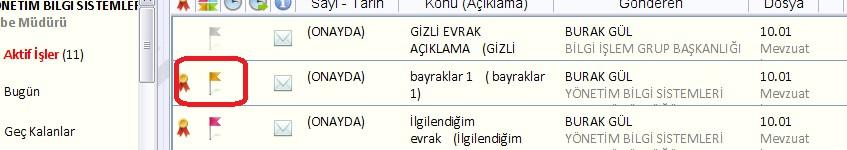 ÖNETİM BİLGİ SİSTEMLER
be Müdürü
Aktif İşler (11)
Bugün
Geç Kalanlar
Sayı - Tarih Konu (Açıklama) Gönderen Dosya
(ONAYDA) GİZLİ EVRAK BURAK GÜL 10.01
AÇIKLAMA (GİZLİ BİLGİ İŞLEM GRUP BAŞKANLIĞI Mevzuat
(ONAYDA) bayraklar 1 ( bayraklar BURAK GÜL 10.01
1) YÖNETİM BİLGİ SİSTEMLERİ Mevzuat
(ONAYDA) İlgilendiğim BURAK GÜL 10.01
evrak (İlgilendiğim YÖNETİM BİLGİ SİSTEMLERİ Mevzuat